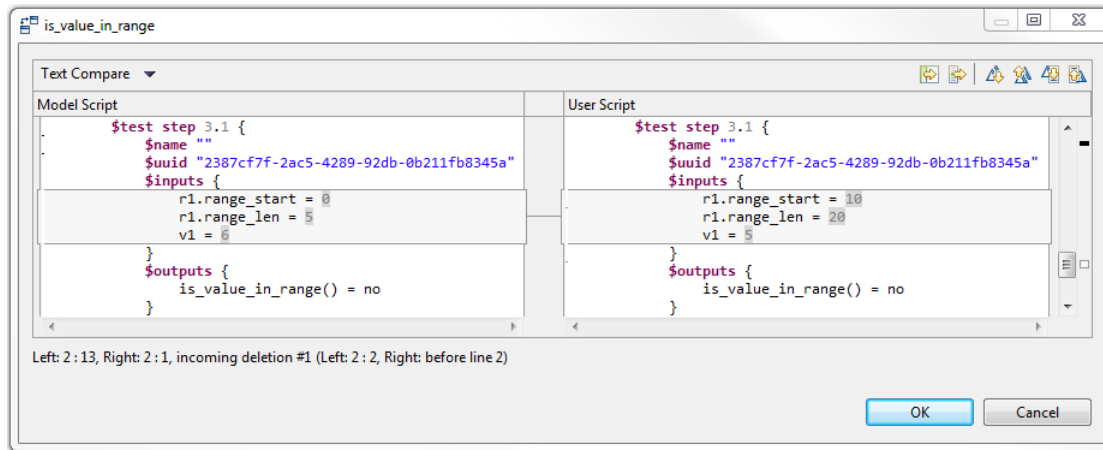 is_value_in_range
Text Compare
Model Script
$test step 3.1 {
$name ""
$uuid "2387cf7f-2ac5-4289-92db-0b211fb8345a"
$inputs {
r1.range_start = 0
r1.range_len = 5
v1 = 6
}
$outputs {
is_value_in_range() = no
}
User Script
$test step 3.1 {
$name ""
$uuid "2387cf7f-2ac5-4289-92db-0b211fb8345a"
$inputs {
r1.range_start = 10
r1.range_len = 20
v1 = 5
}
$outputs {
is_value_in_range() = no
}
Left: 2 : 13, Right: 2 : 1, incoming deletion #1 (Left: 2 : 2, Right: before line 2)
OK
Cancel